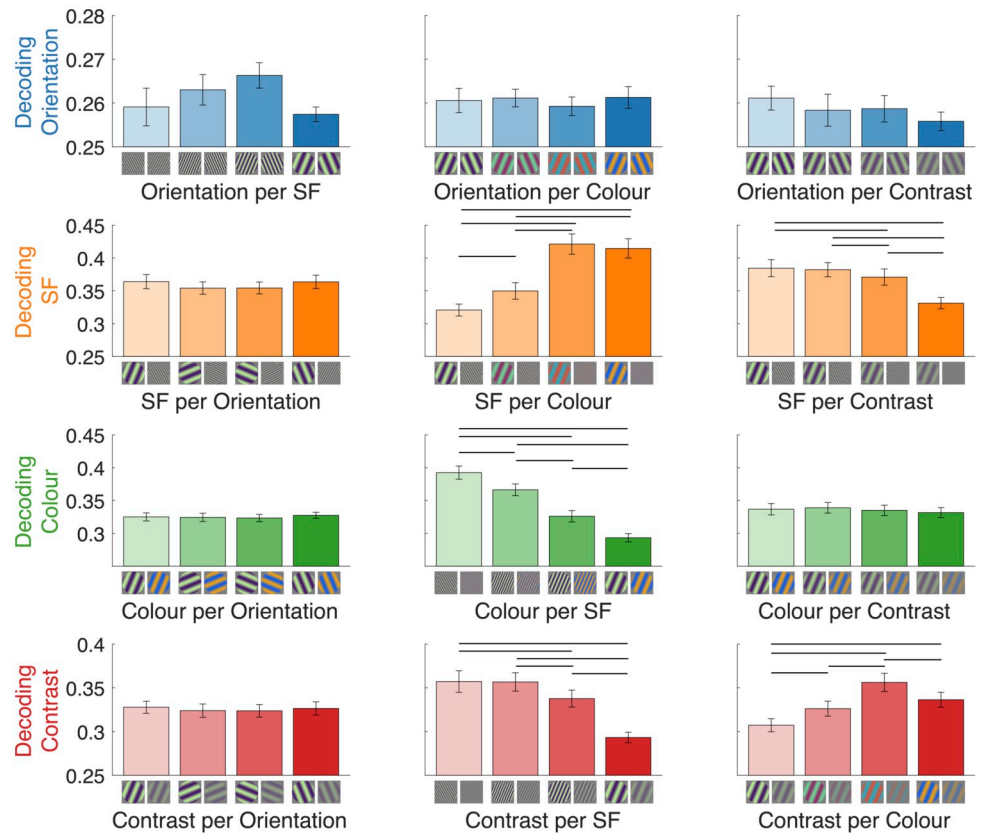 Decoding
Orientation
0.28
0.27
0.26
0.25
Orientation per SF
Orientation per Colour
Orientation per Contrast
Decoding
SF
0.45
0.4
0.35
0.3
0.25
SF per Orientation
SF per Colour
SF per Contrast
Decoding
Colour
0.45
0.4
0.35
0.3
Colour per Orientation
Colour per SF
Colour per Contrast
Decoding
Contrast
0.4
0.35
0.3
0.25
Contrast per Orientation
Contrast per SF
Contrast per Colour